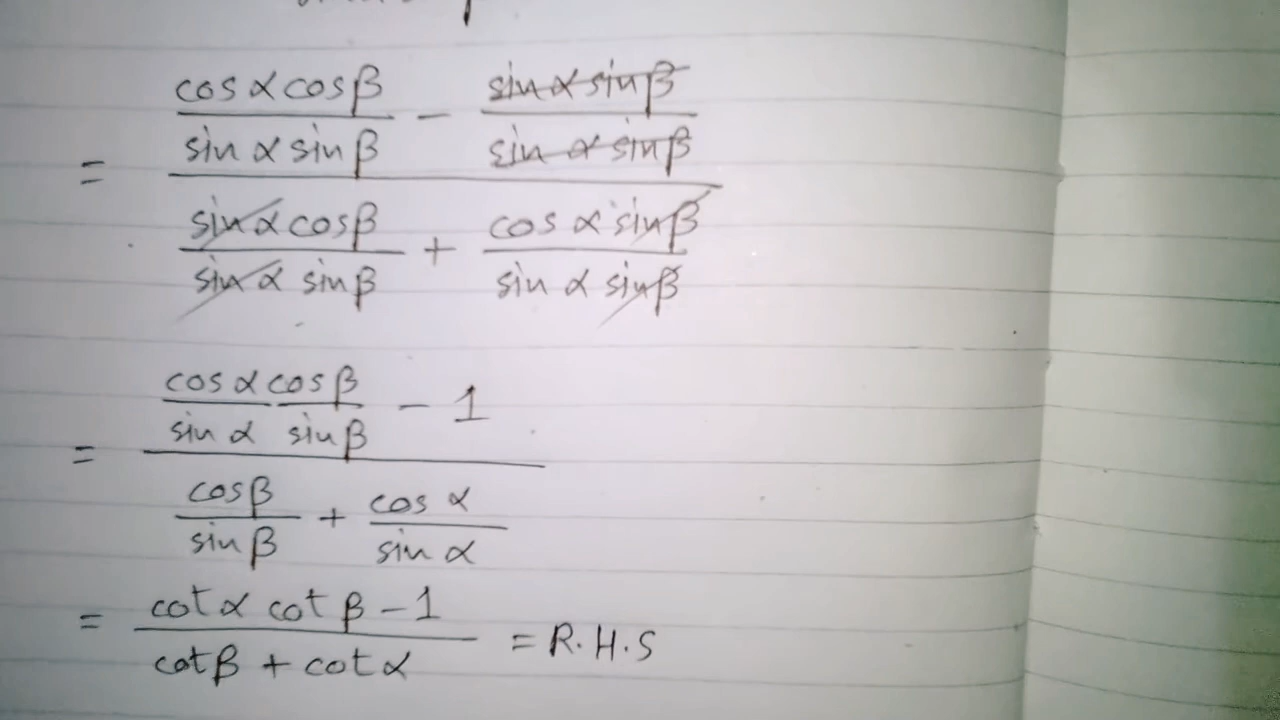 = (cos α cos β / sin α sin β − sin α sin β / sin α sin β) / (sin α cos β / sin α sin β + cos α sin β / sin α sin β)
= (cos α / sin α cos β / sin β − 1) / (cos β / sin β + cos α / sin α)
= (cot α cot β − 1) / (cot β + cot α) = R.H.S